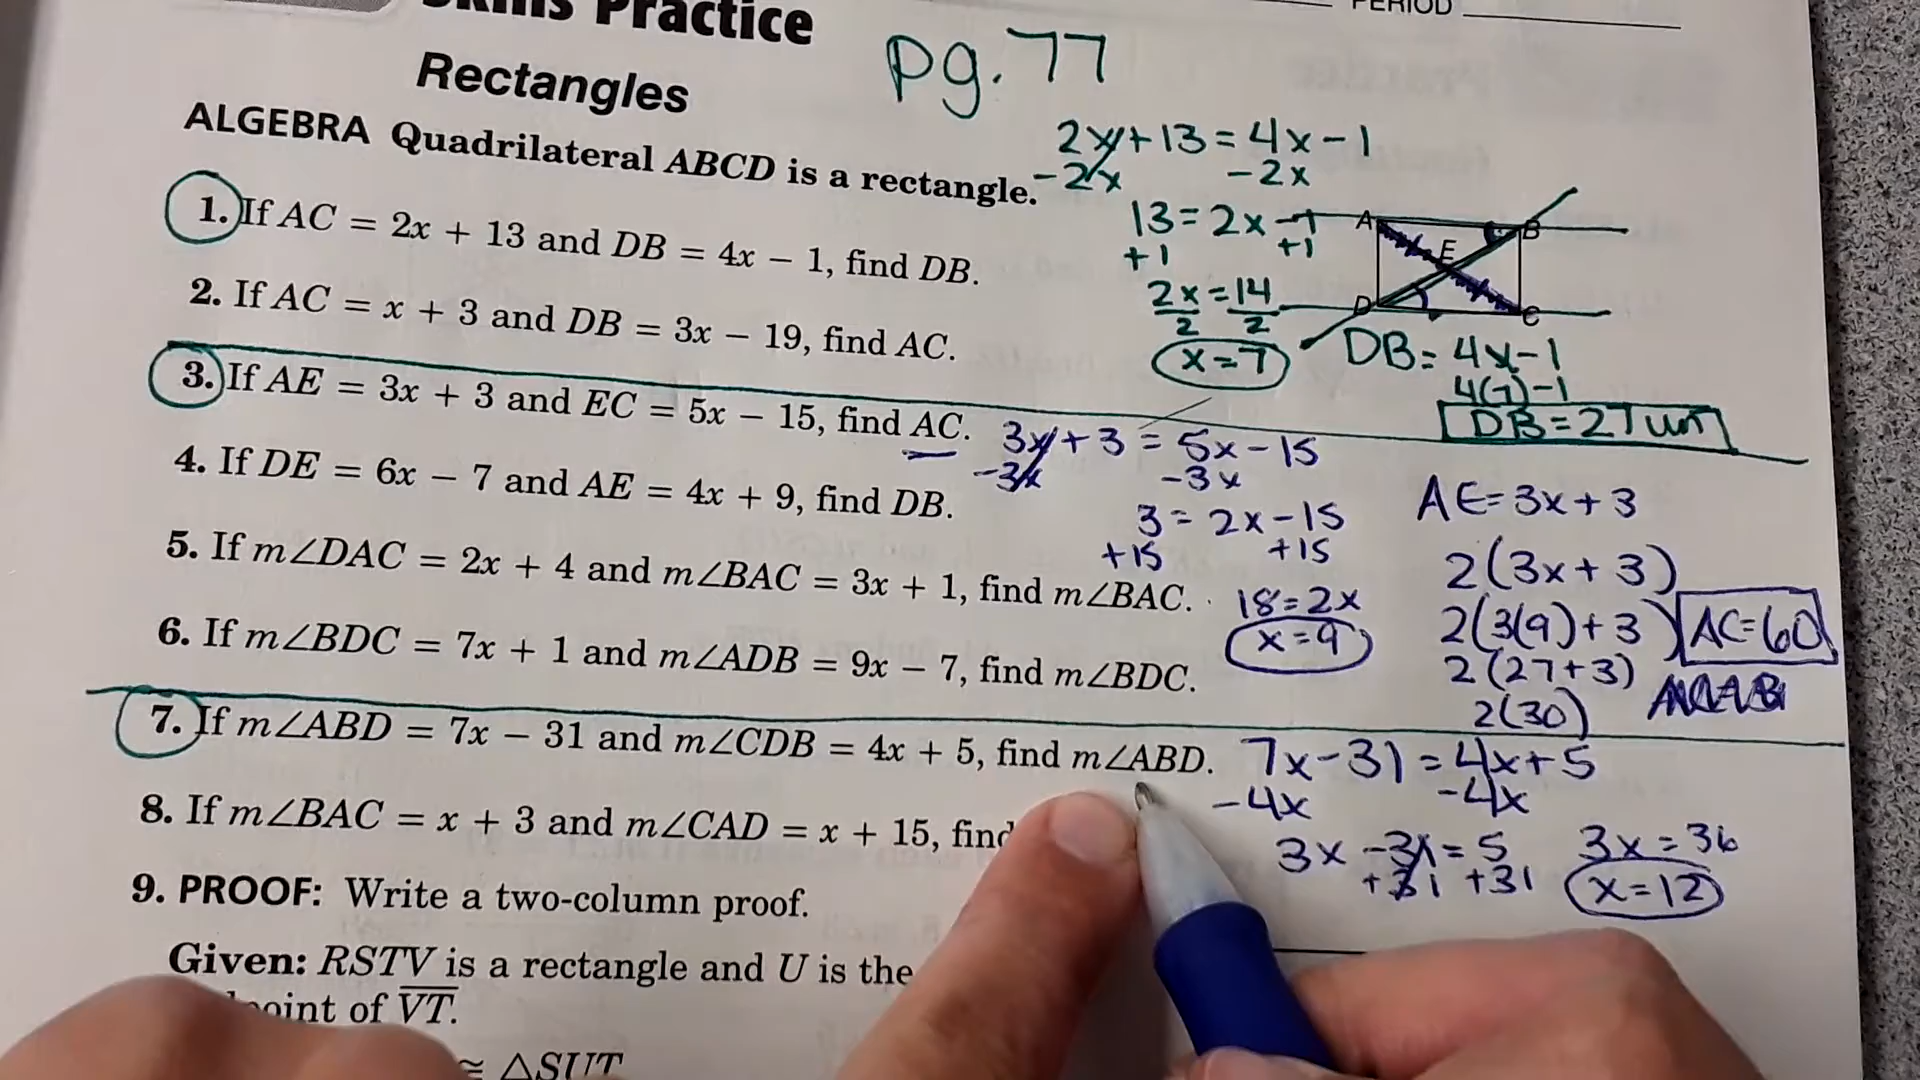 Skills Practice
PERIOD
Rectangles
pg. 77
ALGEBRA Quadrilateral ABCD is a rectangle.
1. If AC = 2x + 13 and DB = 4x − 1, find DB.
2. If AC = x + 3 and DB = 3x − 19, find AC.
3. If AE = 3x + 3 and EC = 5x − 15, find AC.
4. If DE = 6x − 7 and AE = 4x + 9, find DB.
5. If m∠DAC = 2x + 4 and m∠BAC = 3x + 1, find m∠BAC.
6. If m∠BDC = 7x + 1 and m∠ADB = 9x − 7, find m∠BDC.
7. If m∠ABD = 7x − 31 and m∠CDB = 4x + 5, find m∠ABD.
8. If m∠BAC = x + 3 and m∠CAD = x + 15, find
9. PROOF: Write a two-column proof.
Given: RSTV is a rectangle and U is the
point of VT.
≅ △SUT
2x + 13 = 4x − 1
−2x −2x
13 = 2x − 1
+1 +1
2x = 14
2 2
x = 7
A B
E
D C
DB = 4x − 1
4(7) − 1
DB = 27 un
3x + 3 = 5x − 15
−3x −3x
3 = 2x − 15
+15 +15
18 = 2x
x = 9
AE = 3x + 3
2(3x + 3)
2(3(9) + 3)
AC = 60
2(27 + 3)
2(30)
7x − 31 = 4x + 5
−4x −4x
3x − 31 = 5
+31 +31
3x = 36
x = 12